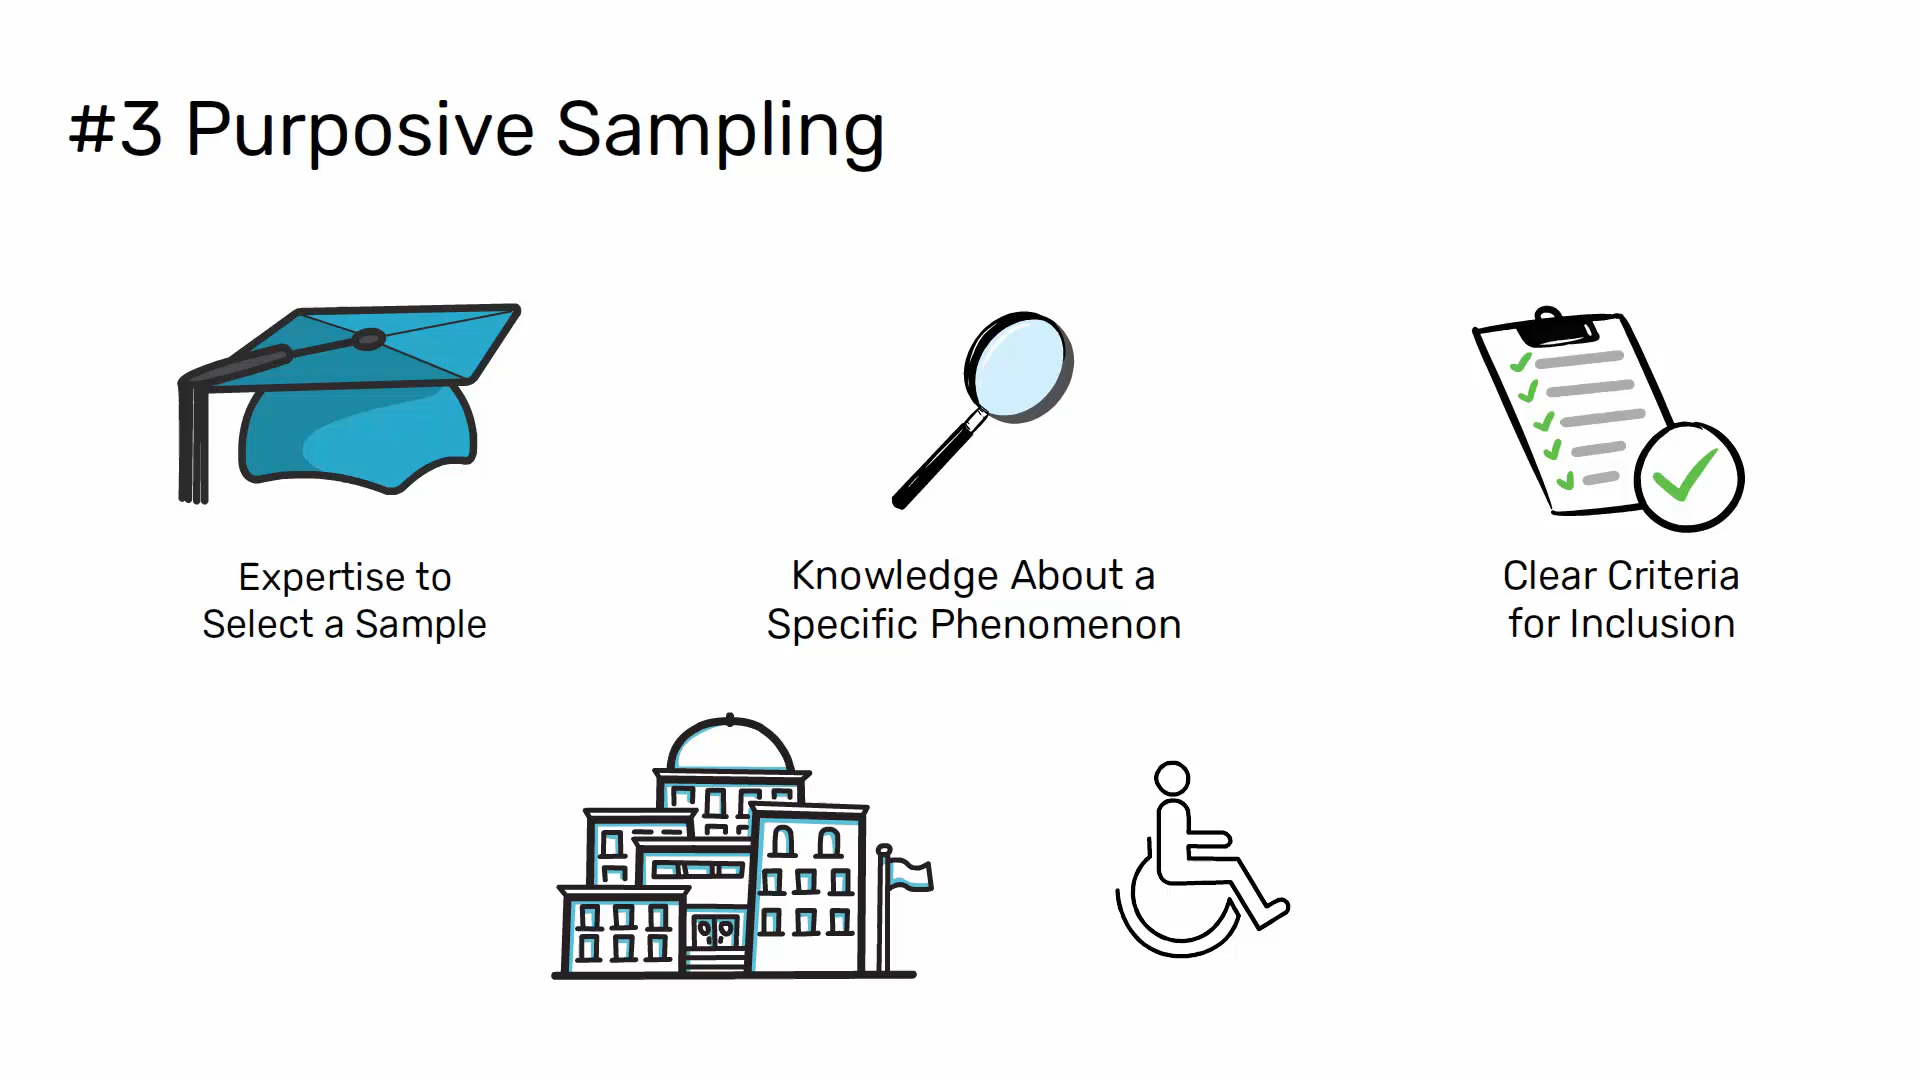 #3 Purposive Sampling
Expertise to
Select a Sample
Knowledge About a
Specific Phenomenon
Clear Criteria
for Inclusion